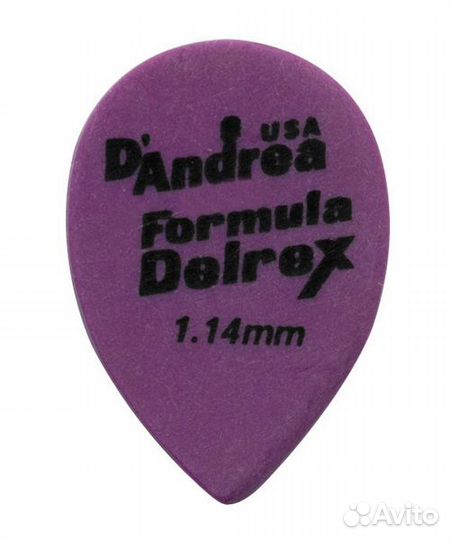 USA
D'Andrea
Formula
Delrex
1.14mm
Avito